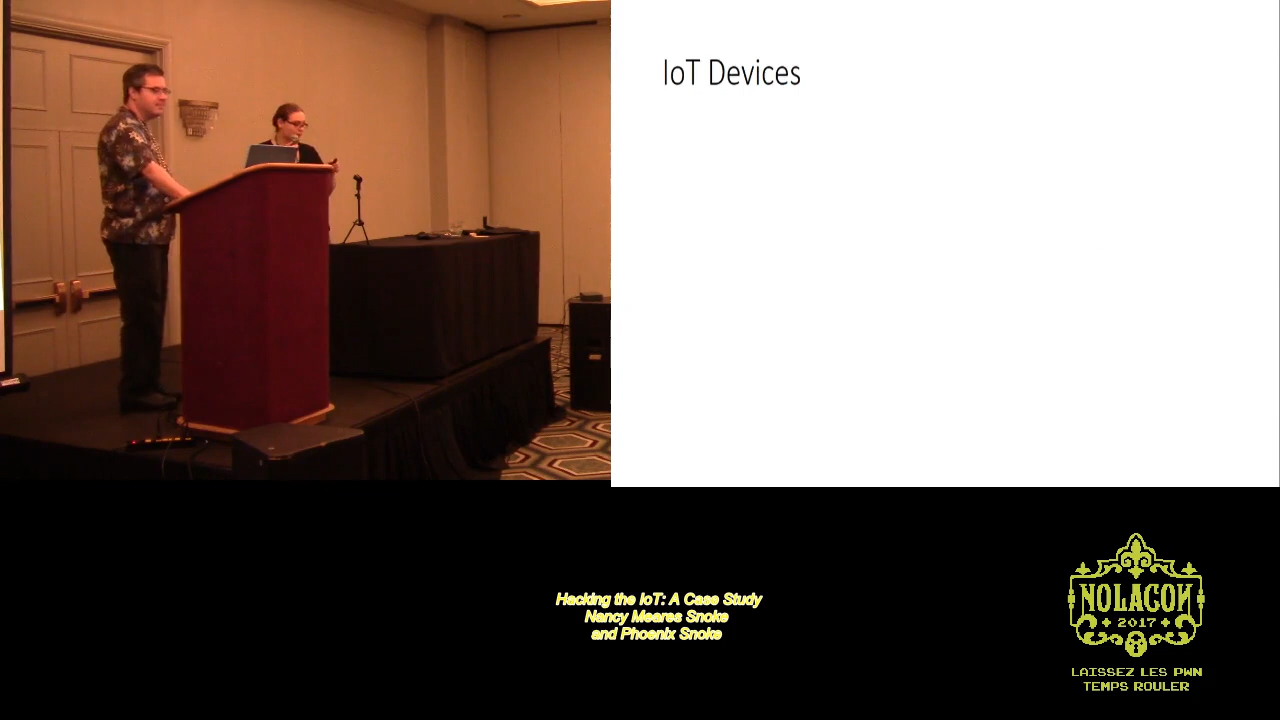 IoT Devices
Hacking the IoT: A Case Study
Nancy Meares Snoke
and Phoenix Snoke
NOLACON
2017
LAISSEZ LES PWN
TEMPS ROULER